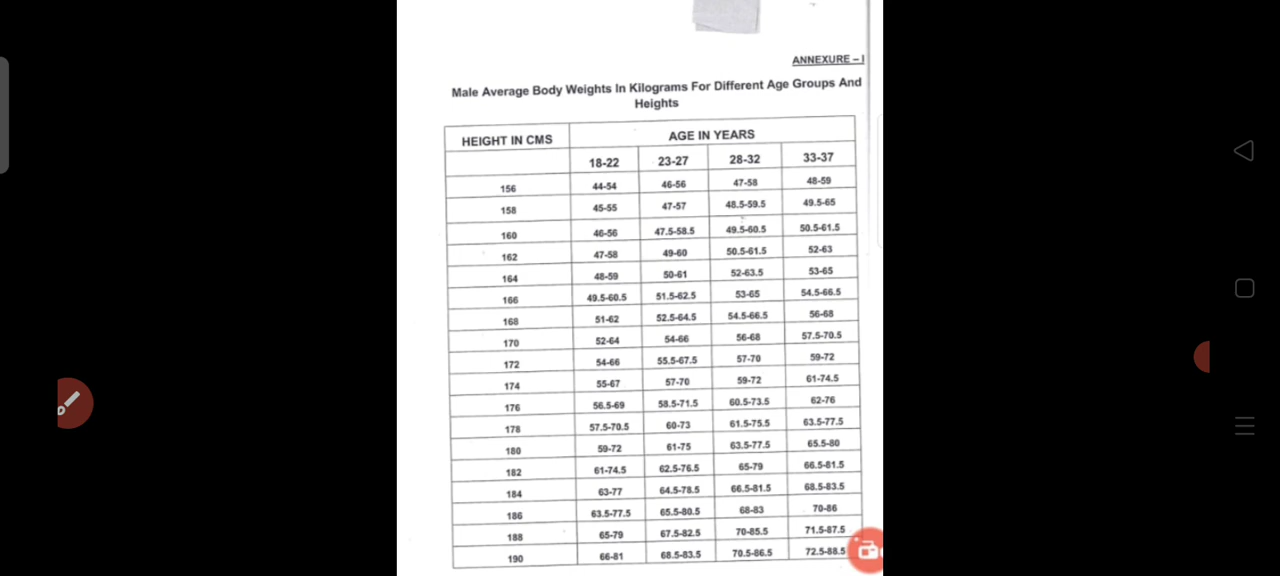 ANNEXURE – I
Male Average Body Weights In Kilograms For Different Age Groups And
Heights
HEIGHT IN CMS AGE IN YEARS
18-22 23-27 28-32 33-37
156 44-54 46-56 47-58 48-59
158 45-55 47-57 48.5-59.5 49.5-65
160 46-56 47.5-58.5 49.5-60.5 50.5-61.5
162 47-58 49-60 50.5-61.5 52-63
164 48-59 50-61 52-63.5 53-65
166 49.5-60.5 51.5-62.5 53-65 54.5-66.5
168 51-62 52.5-64.5 54.5-66.5 56-68
170 52-64 54-66 56-68 57.5-70.5
172 54-66 55.5-67.5 57-70 59-72
174 55-67 57-70 59-72 61-74.5
176 56.5-69 58.5-71.5 60.5-73.5 62-76
178 57.5-70.5 60-73 61.5-75.5 63.5-77.5
180 59-72 61-75 63.5-77.5 65.5-80
182 61-74.5 62.5-76.5 65-79 66.5-81.5
184 63-77 64.5-78.5 66.5-81.5 68.5-83.5
186 63.5-77.5 65.5-80.5 68-83 70-86
188 65-79 67.5-82.5 70-85.5 71.5-87.5
190 66-81 68.5-83.5 70.5-86.5 72.5-88.5